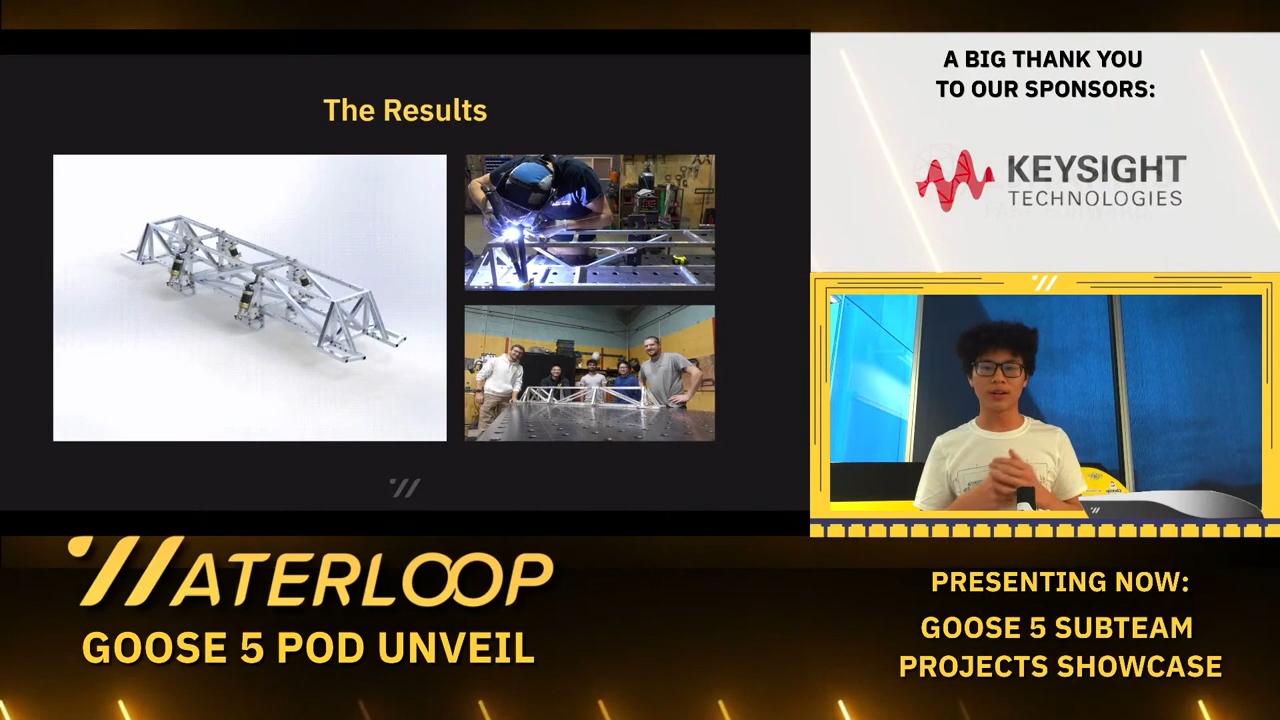 The Results
A BIG THANK YOU
TO OUR SPONSORS:
KEYSIGHT
TECHNOLOGIES
WATERLOOP
GOOSE 5 POD UNVEIL
PRESENTING NOW:
GOOSE 5 SUBTEAM
PROJECTS SHOWCASE